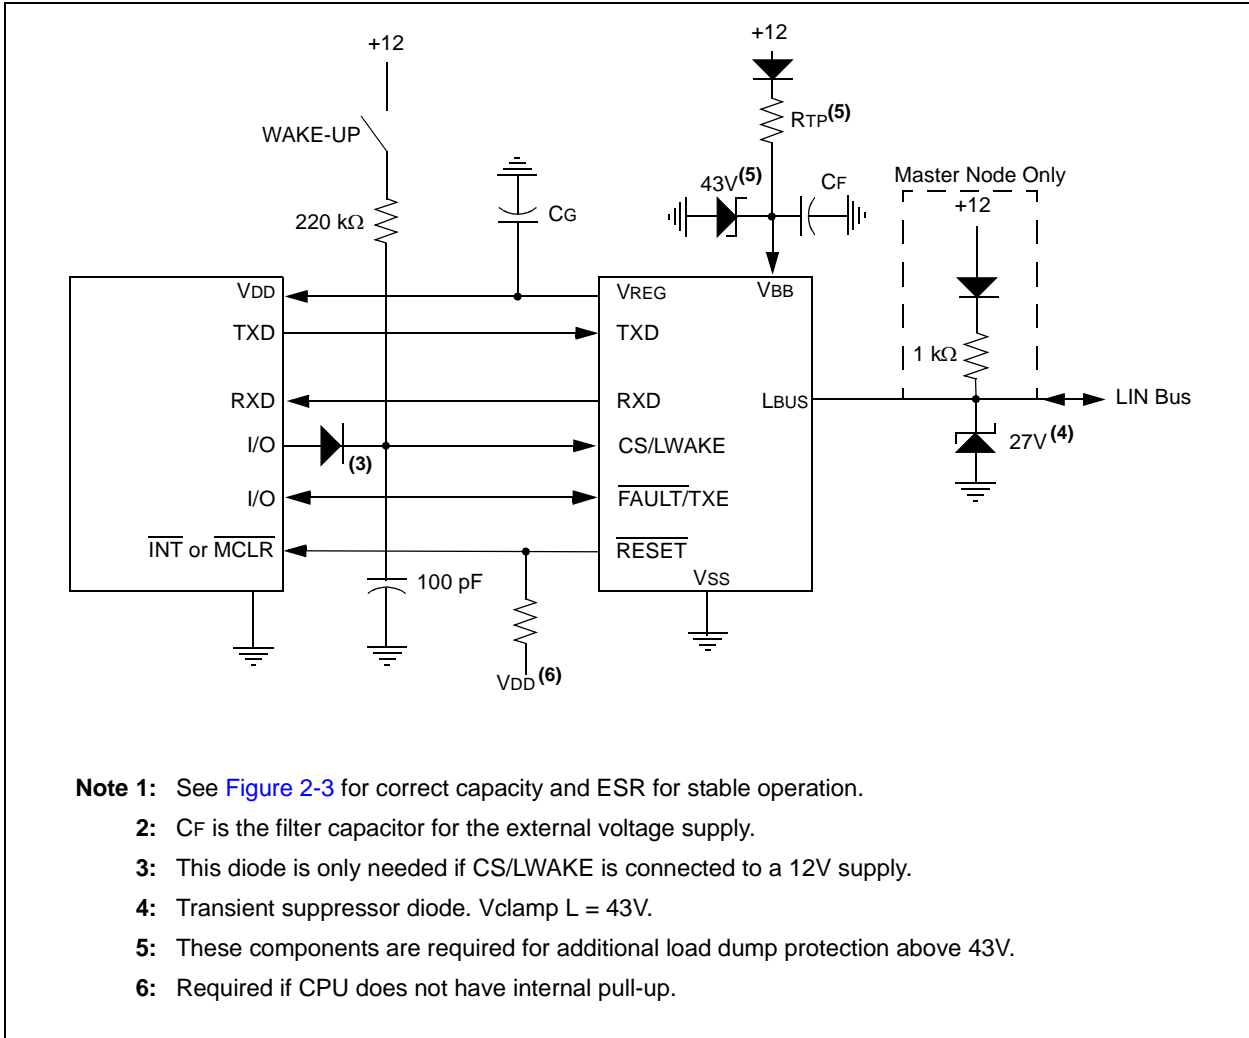 +12
+12
WAKE-UP
RTP(5)
43V(5)
CF
Master Node Only
+12
220 kΩ
CG
VDD
VREG
VBB
TXD
TXD
1 kΩ
RXD
RXD
LBUS
LIN Bus
I/O
(3)
CS/LWAKE
27V(4)
I/O
FAULT/TXE
INT or MCLR
RESET
100 pF
VSS
VDD(6)
Note 1: See Figure 2-3 for correct capacity and ESR for stable operation.
2: CF is the filter capacitor for the external voltage supply.
3: This diode is only needed if CS/LWAKE is connected to a 12V supply.
4: Transient suppressor diode. Vclamp L = 43V.
5: These components are required for additional load dump protection above 43V.
6: Required if CPU does not have internal pull-up.